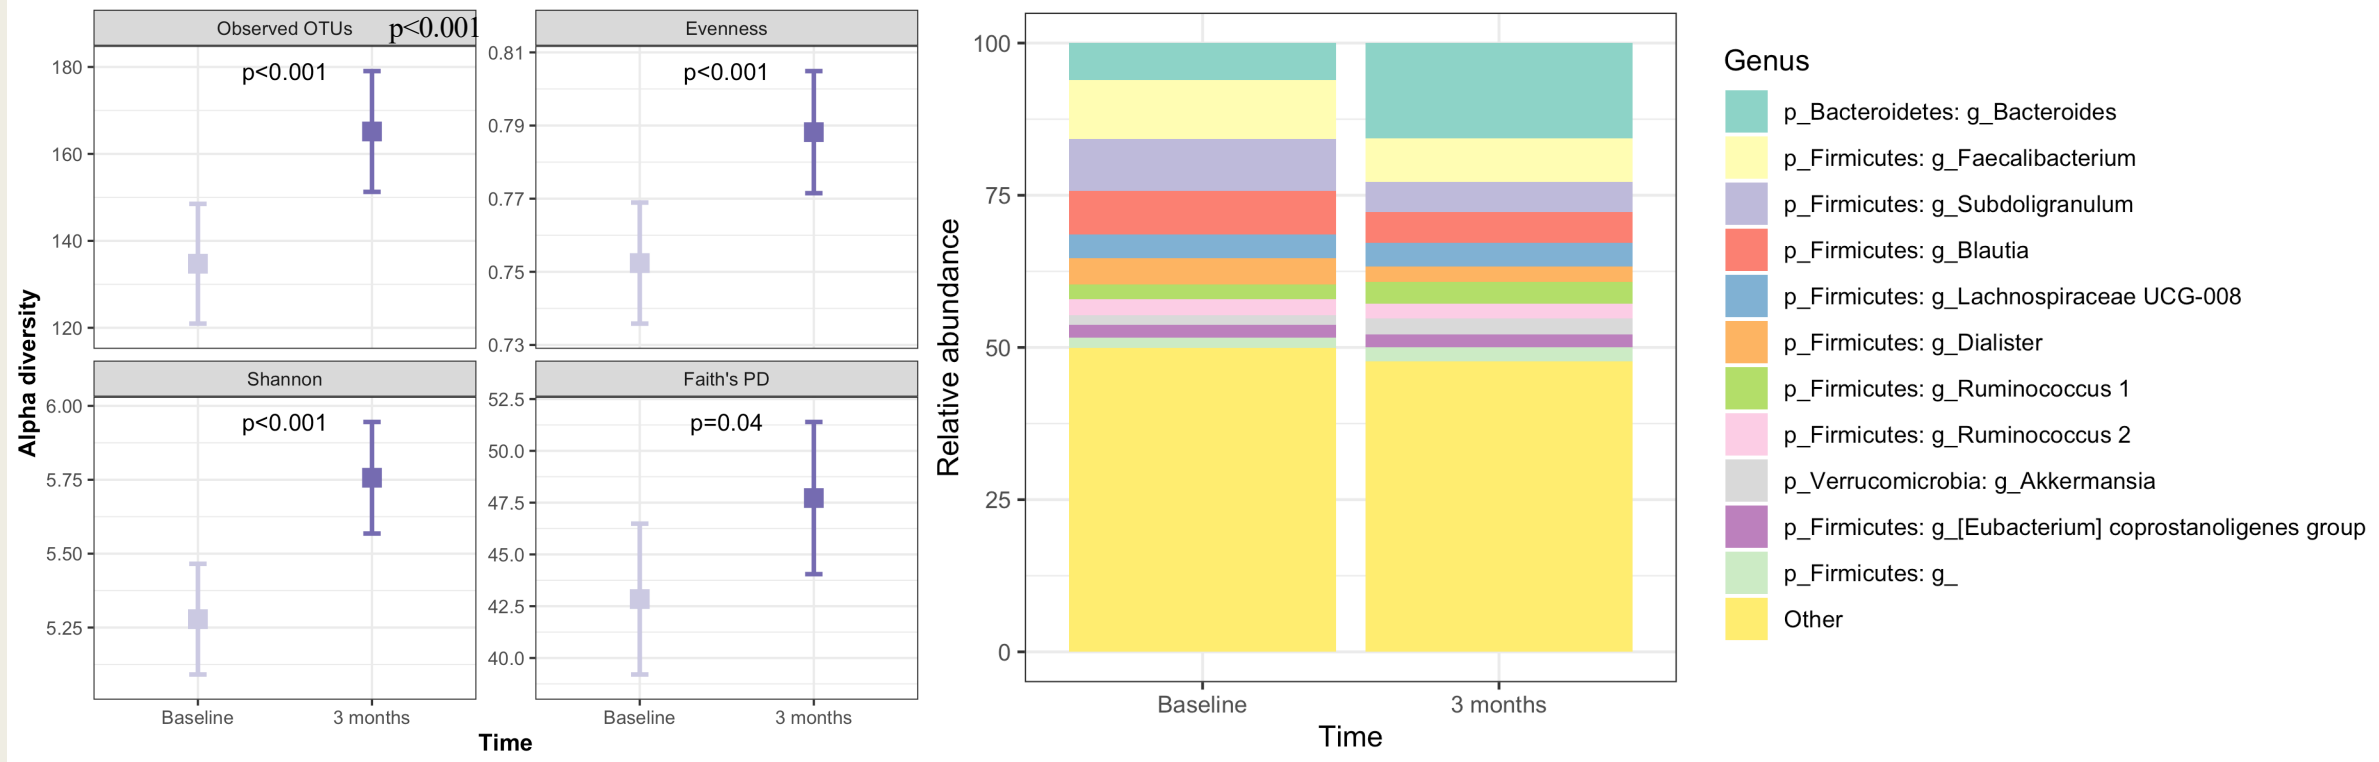 Observed OTUs
p<0.001
Evenness
p<0.001
p<0.001
180
160
140
120
0.81
0.79
0.77
0.75
0.73
Shannon
Faith's PD
p<0.001
p=0.04
6.00
5.75
5.50
5.25
52.5
50.0
47.5
45.0
42.5
40.0
Alpha diversity
Baseline
3 months
Baseline
3 months
Time
Relative abundance
100
75
50
25
0
Baseline
3 months
Time
Genus
p_Bacteroidetes: g_Bacteroides
p_Firmicutes: g_Faecalibacterium
p_Firmicutes: g_Subdoligranulum
p_Firmicutes: g_Blautia
p_Firmicutes: g_Lachnospiraceae UCG-008
p_Firmicutes: g_Dialister
p_Firmicutes: g_Ruminococcus 1
p_Firmicutes: g_Ruminococcus 2
p_Verrucomicrobia: g_Akkermansia
p_Firmicutes: g_[Eubacterium] coprostanoligenes group
p_Firmicutes: g_
Other